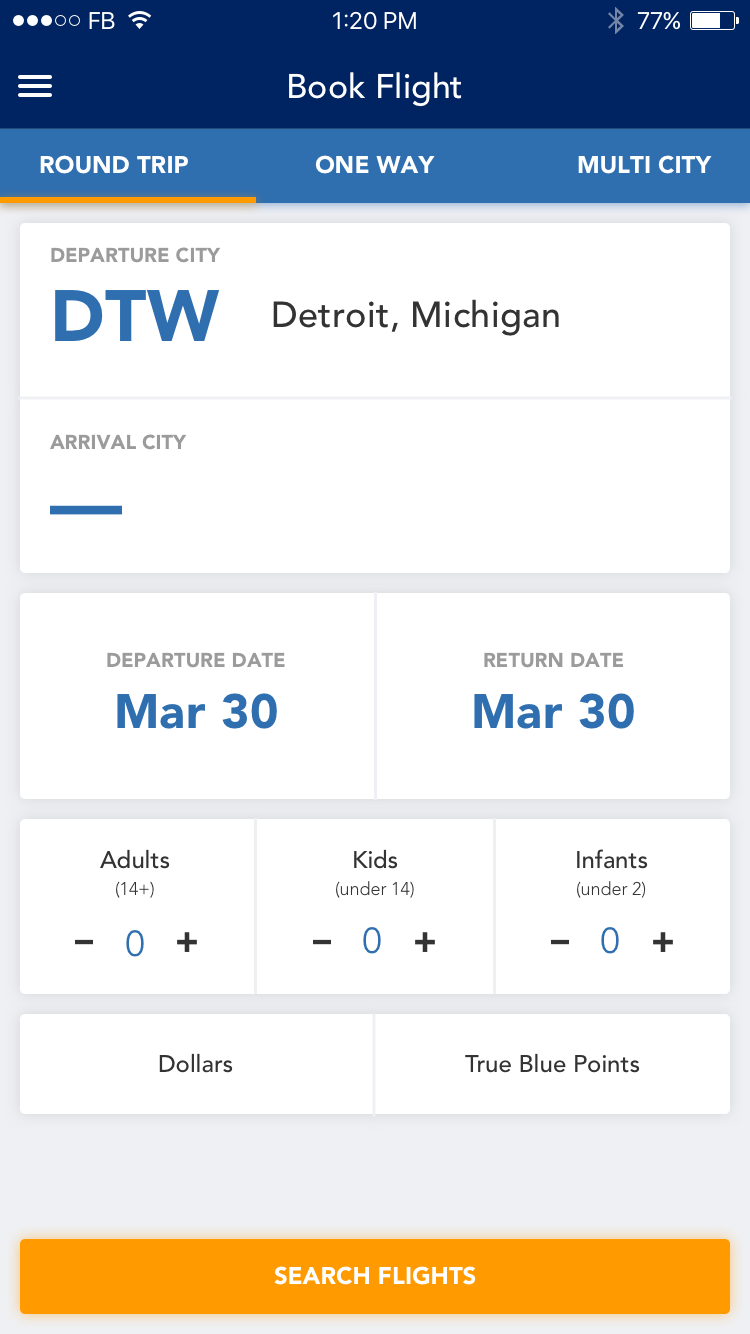 FB 1:20 PM 77%
Book Flight
ROUND TRIP ONE WAY MULTI CITY
DEPARTURE CITY
DTW Detroit, Michigan
ARRIVAL CITY
DEPARTURE DATE RETURN DATE
Mar 30 Mar 30
Adults Kids Infants
(14+) (under 14) (under 2)
− 0 + − 0 + − 0 +
Dollars True Blue Points
SEARCH FLIGHTS